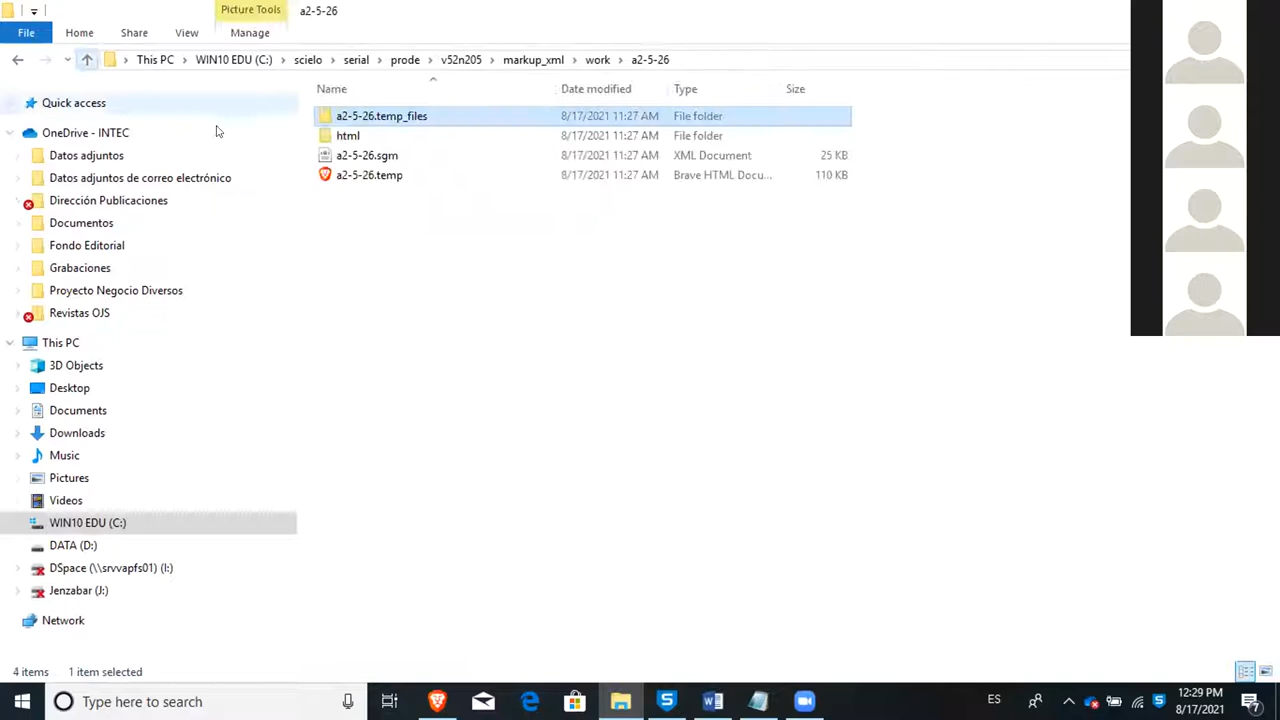 Picture Tools a2-5-26
File Home Share View Manage
This PC WIN10 EDU (C:) scielo serial prode v52n205 markup_xml work a2-5-26
Name Date modified Type Size
Quick access
OneDrive - INTEC
Datos adjuntos
Datos adjuntos de correo electrónico
Dirección Publicaciones
Documentos
Fondo Editorial
Grabaciones
Proyecto Negocio Diversos
Revistas OJS
This PC
3D Objects
Desktop
Documents
Downloads
Music
Pictures
Videos
WIN10 EDU (C:)
DATA (D:)
DSpace (\\srvvapfs01) (I:)
Jenzabar (J:)
Network
a2-5-26.temp_files 8/17/2021 11:27 AM File folder
html 8/17/2021 11:27 AM File folder
a2-5-26.sgm 8/17/2021 11:27 AM XML Document 25 KB
a2-5-26.temp 8/17/2021 11:27 AM Brave HTML Docu... 110 KB
4 items 1 item selected
Type here to search
ES
12:29 PM
8/17/2021
7